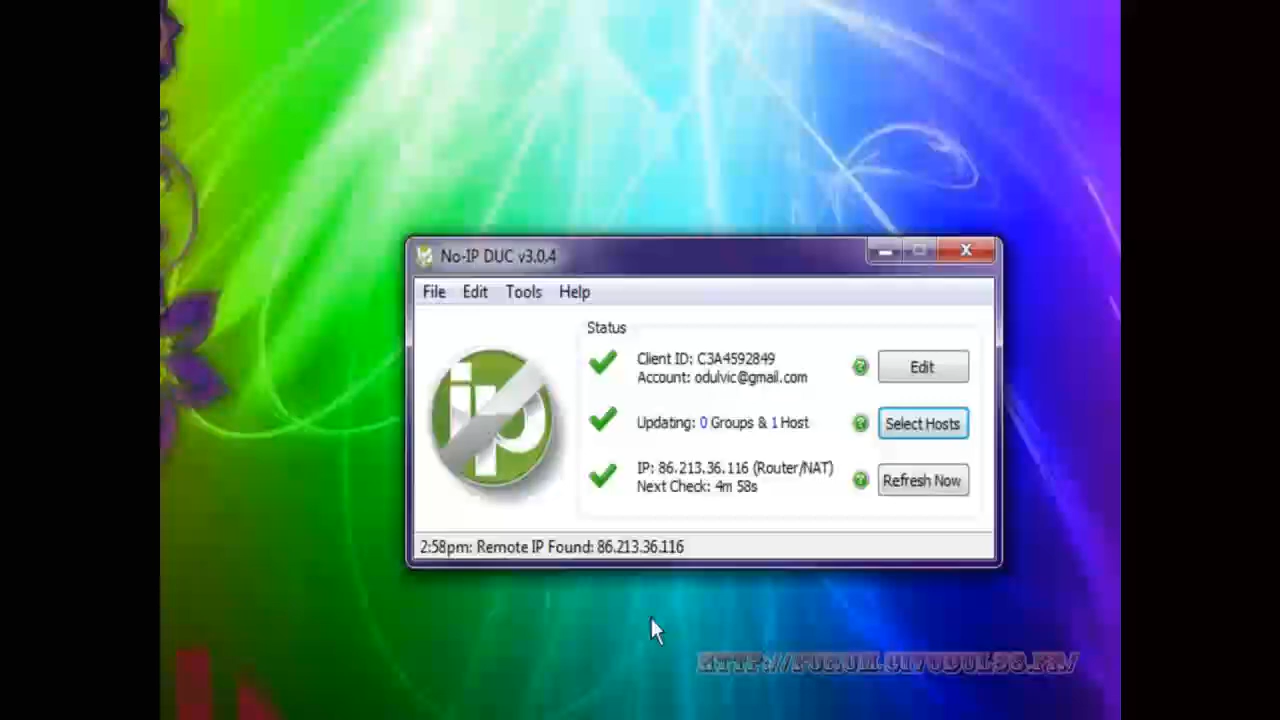 No-IP DUC v3.0.4
File Edit Tools Help
Status
Client ID: C3A4592849
Account: odulvic@gmail.com
Edit
Updating: 0 Groups & 1 Host
Select Hosts
IP: 86.213.36.116 (Router/NAT)
Next Check: 4m 58s
Refresh Now
ip
2:58pm: Remote IP Found: 86.213.36.116